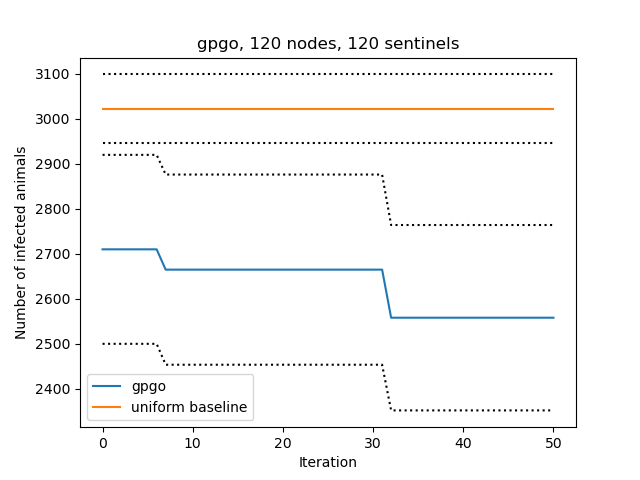 gpgo, 120 nodes, 120 sentinels
3100
3000
2900
2800
2700
2600
2500
2400
Number of infected animals
gpgo
uniform baseline
0 10 20 30 40 50
Iteration